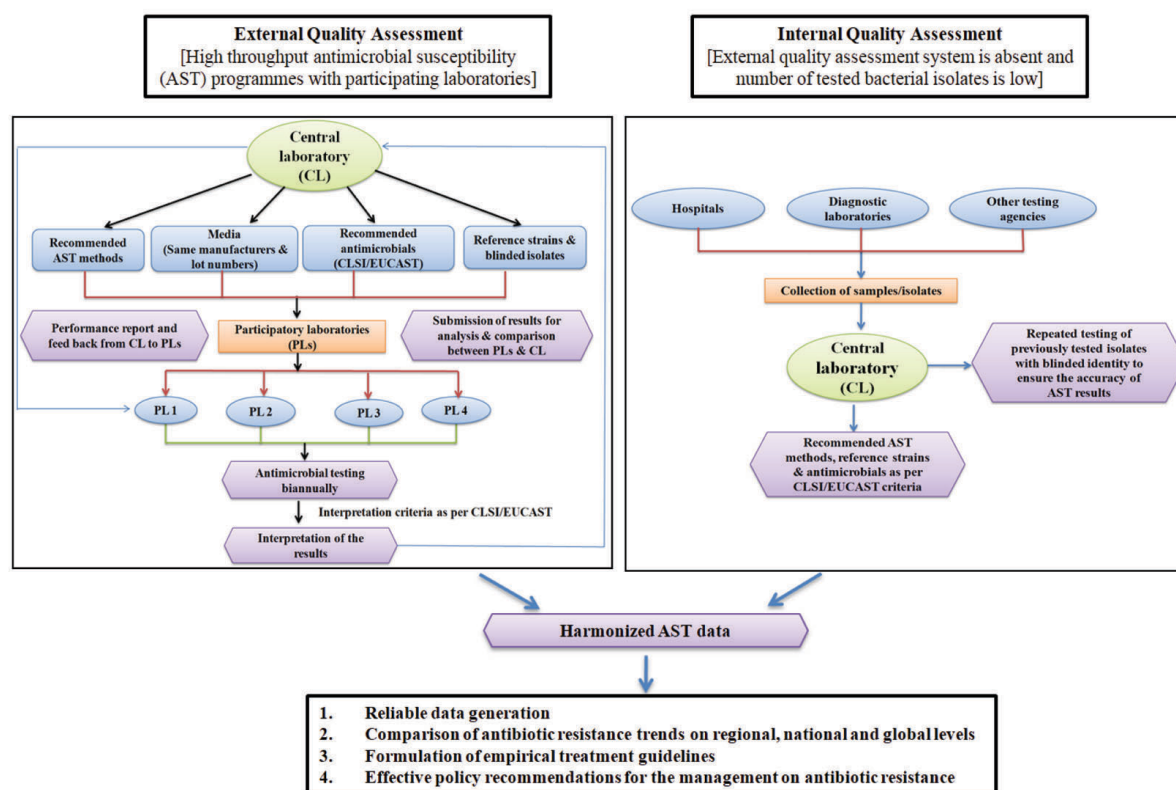 External Quality Assessment
[High throughput antimicrobial susceptibility
(AST) programmes with participating laboratories]
Internal Quality Assessment
[External quality assessment system is absent and
number of tested bacterial isolates is low]
Central
laboratory
(CL)
Recommended
AST methods
Media
(Same manufacturers &
lot numbers)
Recommended
antimicrobials
(CLSI/EUCAST)
Reference strains &
blinded isolates
Performance report and
feed back from CL to PLs
Participatory laboratories
(PLs)
Submission of results for
analysis & comparison
between PLs & CL
PL 1
PL 2
PL 3
PL 4
Antimicrobial testing
biannually
Interpretation criteria as per CLSI/EUCAST
Interpretation of the
results
Hospitals
Diagnostic
laboratories
Other testing
agencies
Collection of samples/isolates
Central
laboratory
(CL)
Repeated testing of
previously tested isolates
with blinded identity to
ensure the accuracy of
AST results
Recommended AST
methods, reference strains
& antimicrobials as per
CLSI/EUCAST criteria
Harmonized AST data
1. Reliable data generation
2. Comparison of antibiotic resistance trends on regional, national and global levels
3. Formulation of empirical treatment guidelines
4. Effective policy recommendations for the management on antibiotic resistance